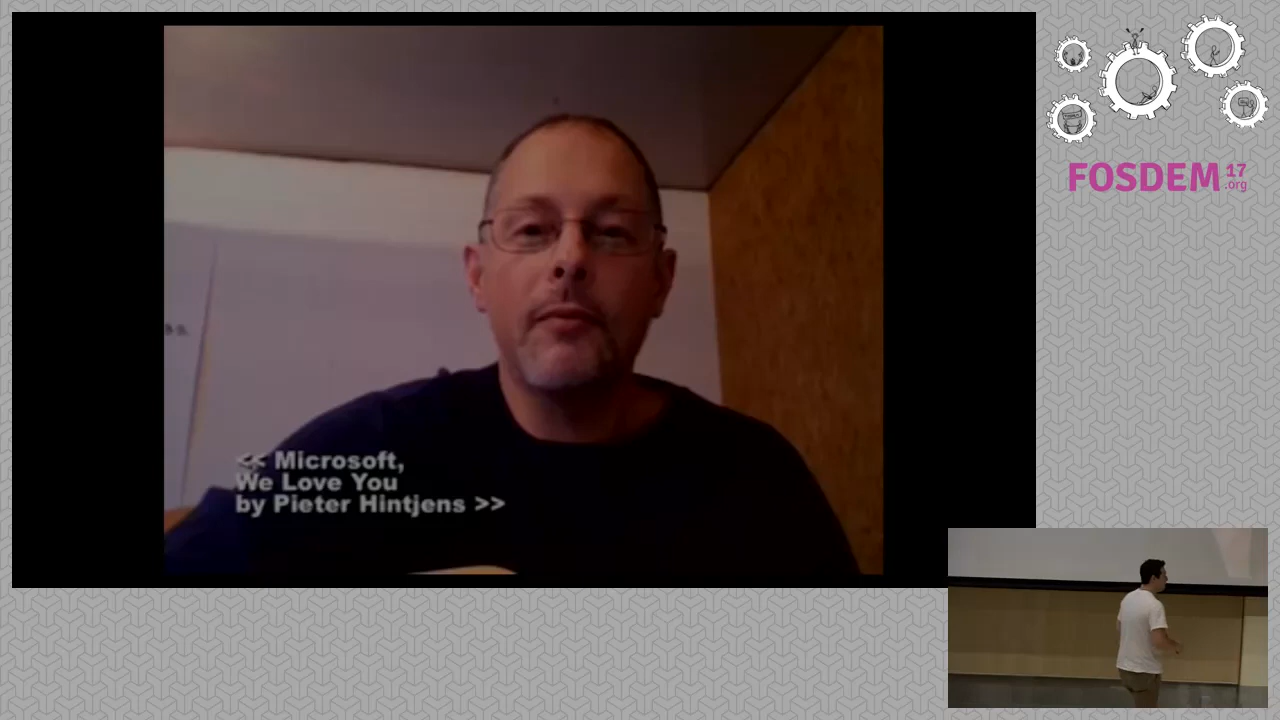 << Microsoft,
We Love You
by Pieter Hintjens >>
FOSDEM 17
.org